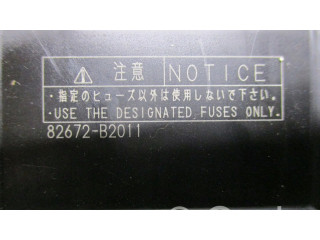 ⚠ 注意 NOTICE
・指定のヒューズ以外は使用しないで下さい。
・USE THE DESIGNATED FUSES ONLY.
82672-B2011